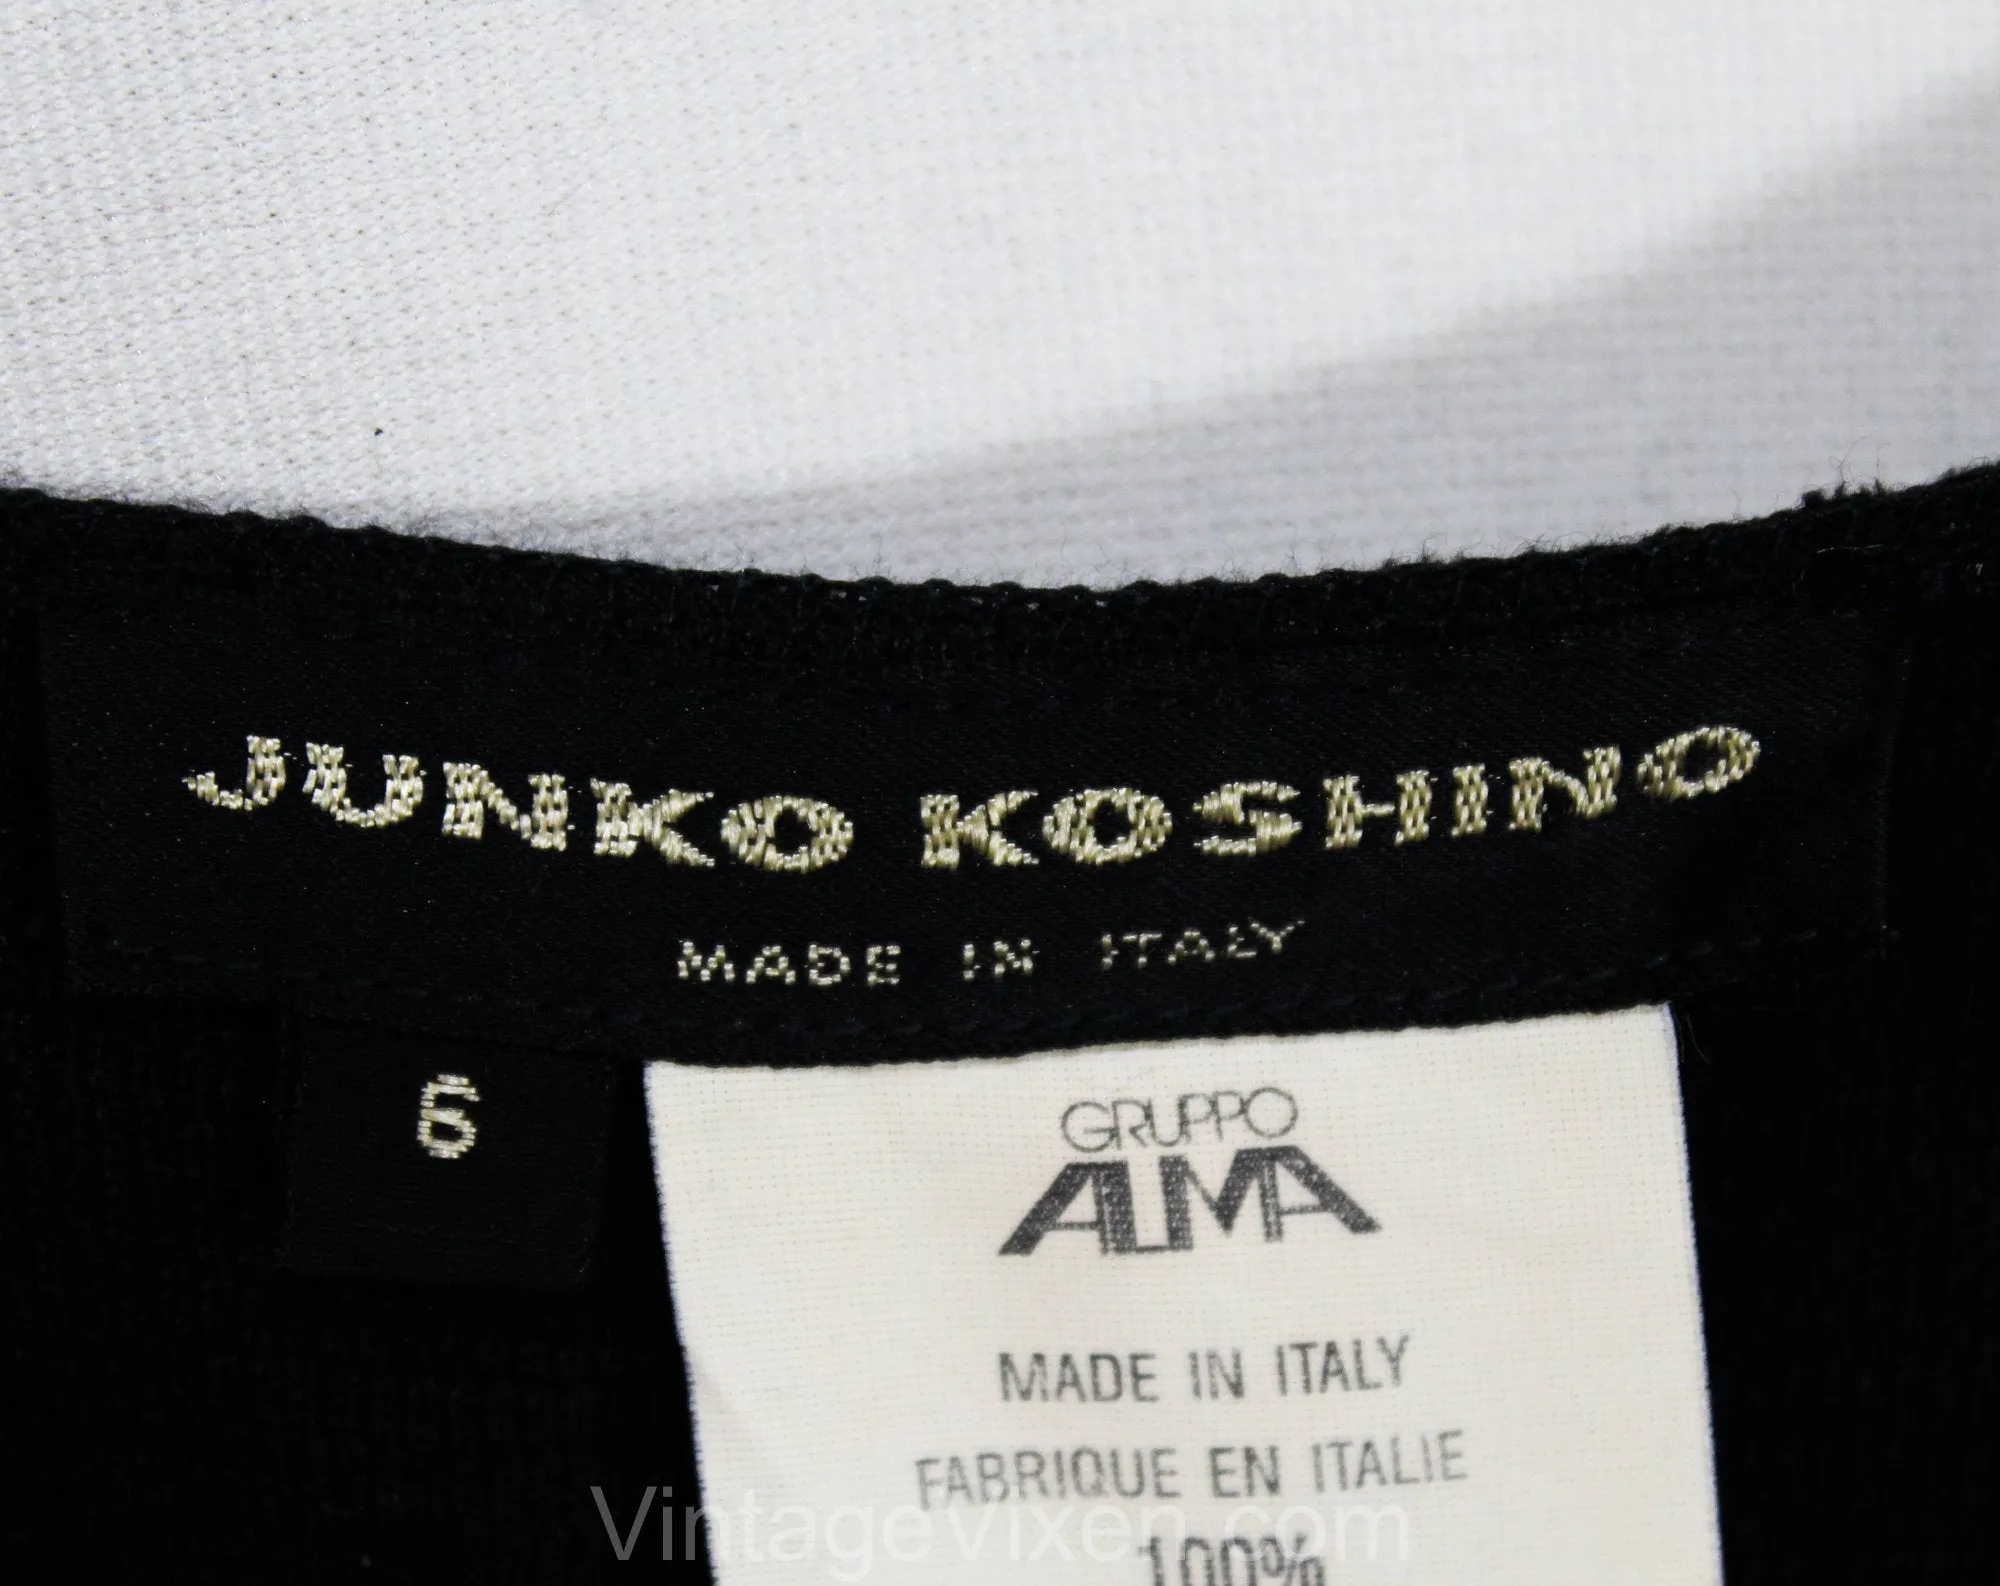 JUNKO KOSHINO
MADE IN ITALY
6
GRUPPO
ALMA
MADE IN ITALY
FABRIQUE EN ITALIE
100%
VintageVixen.com